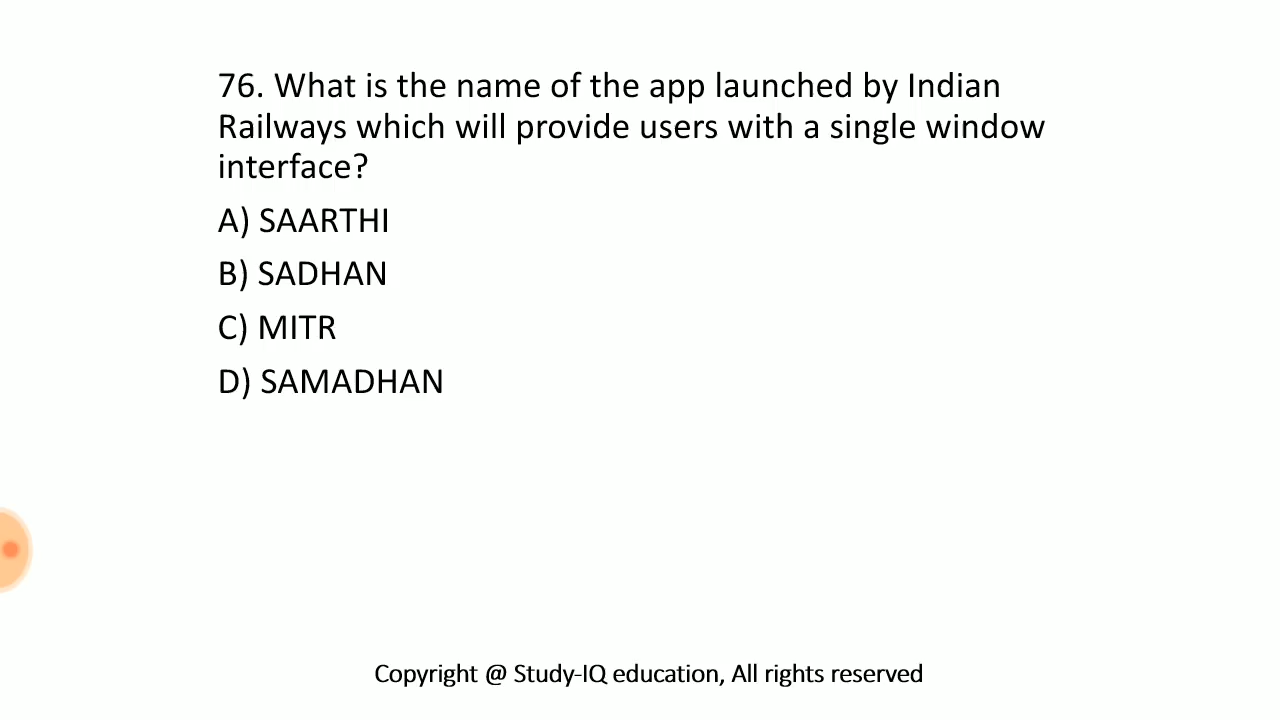 76. What is the name of the app launched by Indian
Railways which will provide users with a single window
interface?
A) SAARTHI
B) SADHAN
C) MITR
D) SAMADHAN
Copyright @ Study-IQ education, All rights reserved